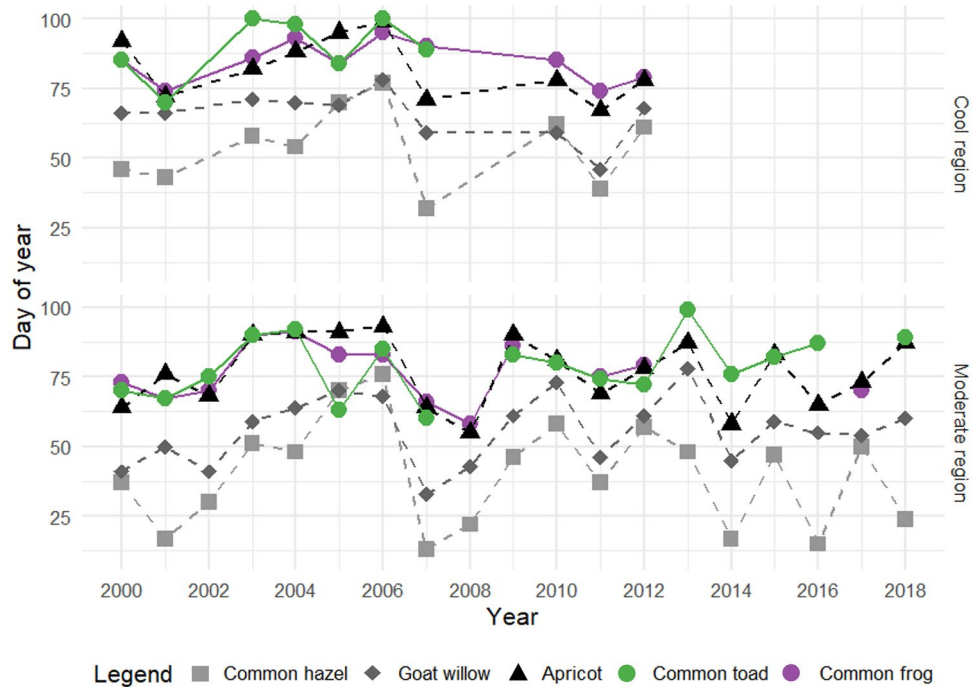 100
75
50
25
Cool region
Day of year
100
75
50
25
Moderate region
2000 2002 2004 2006 2008 2010 2012 2014 2016 2018
Year
Legend Common hazel Goat willow Apricot Common toad Common frog